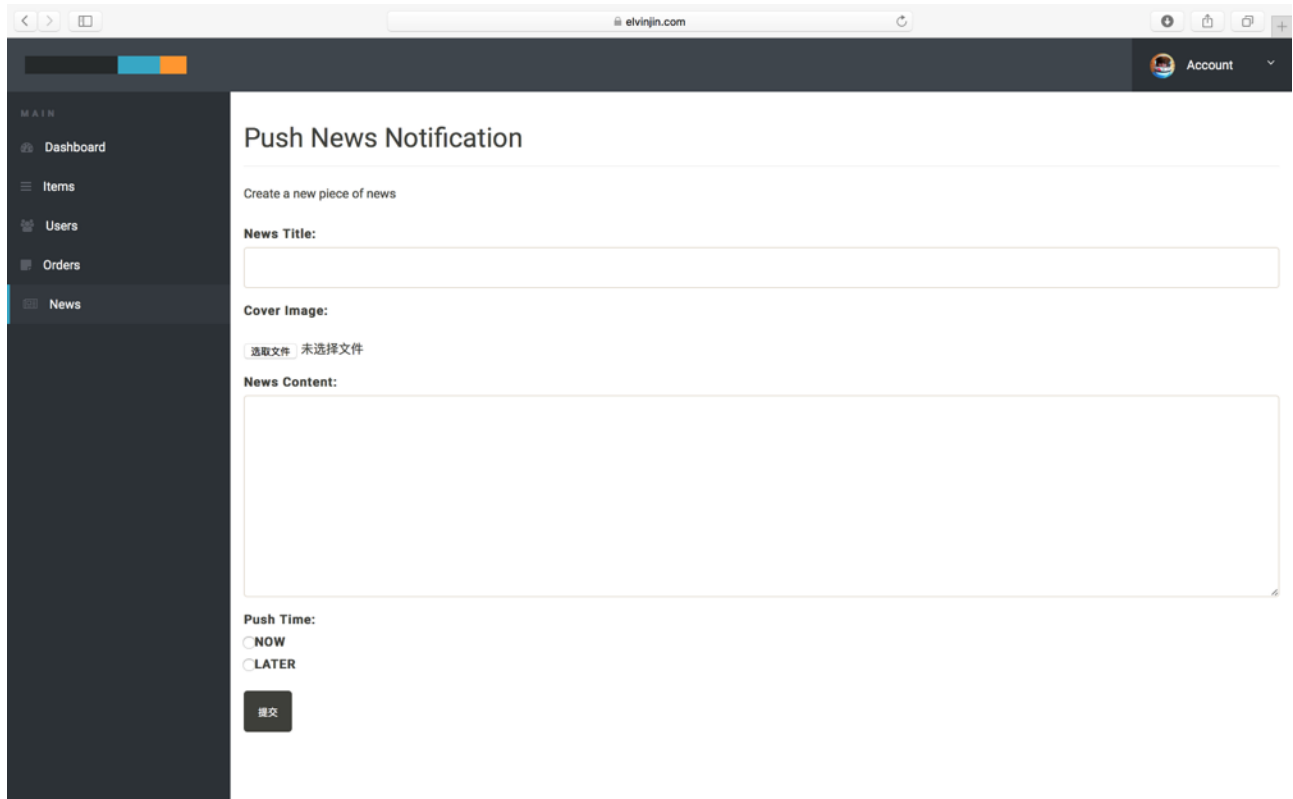 elvinjin.com
Account
MAIN
Dashboard
Items
Users
Orders
News
Push News Notification
Create a new piece of news
News Title:
Cover Image:
选取文件 未选择文件
News Content:
Push Time:
NOW
LATER
提交